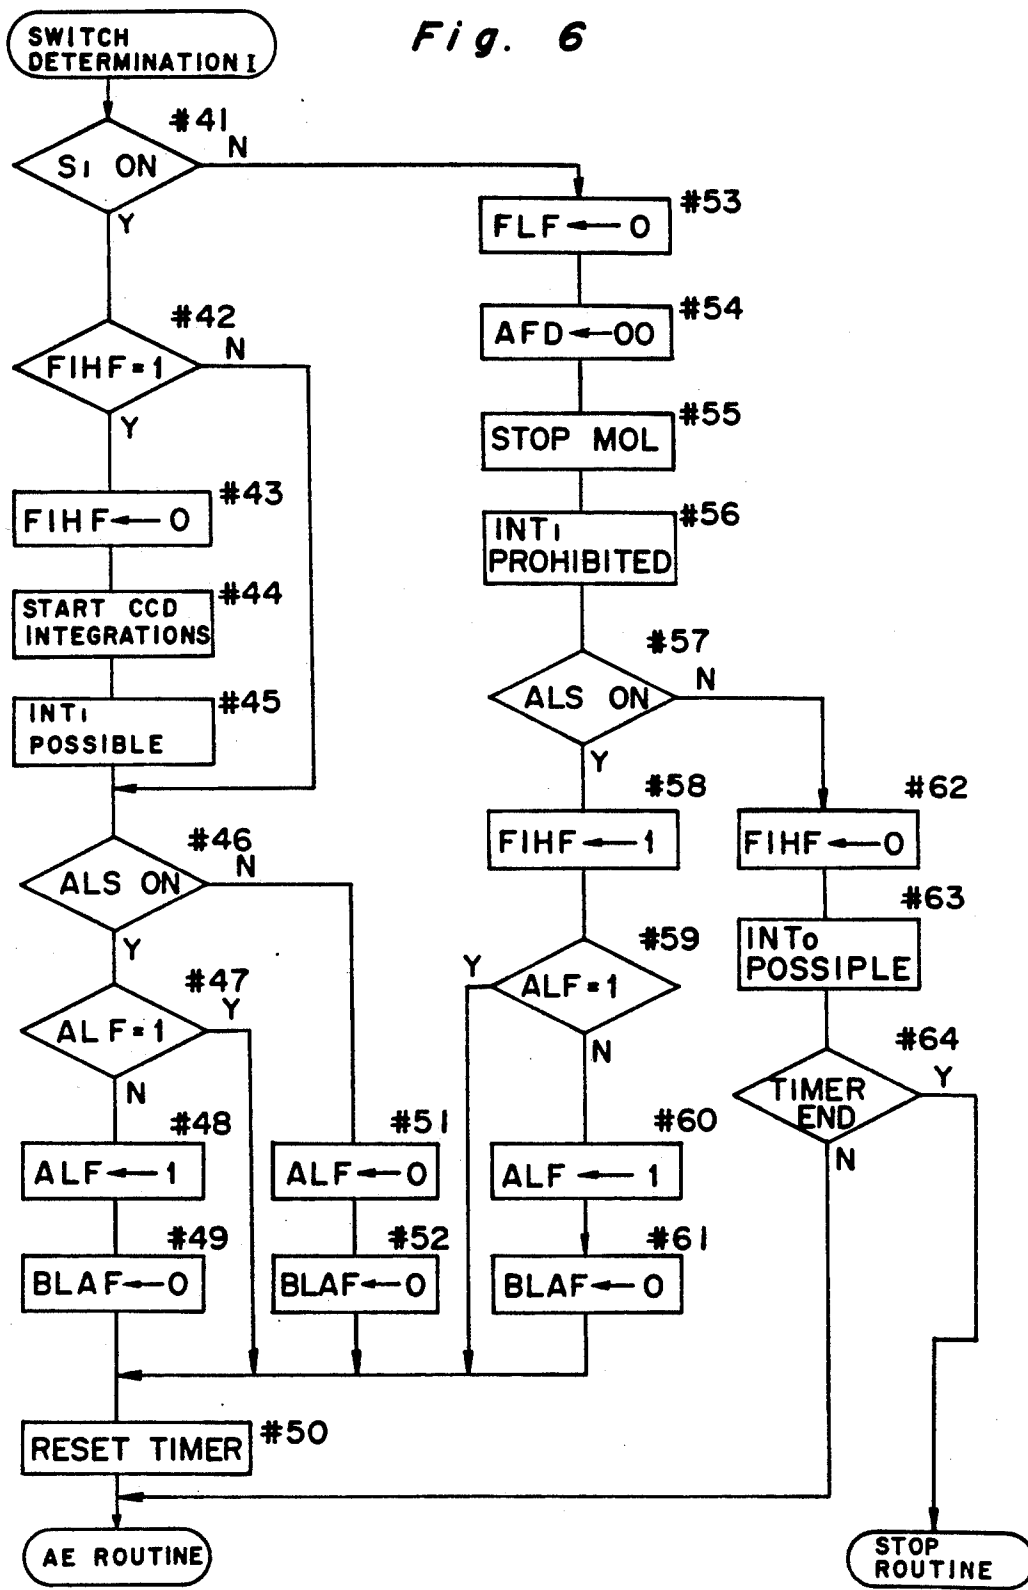 Fig. 6
SWITCH
DETERMINATION I
#41
S1 ON
N
Y
#42
FIHF=1
N
Y
#43
FIHF←0
#44
START CCD
INTEGRATIONS
#45
INT1
POSSIBLE
#46
ALS ON
N
Y
#47
ALF=1
Y
N
#48
ALF←1
#49
BLAF←0
#51
ALF←0
#52
BLAF←0
#50
RESET TIMER
AE ROUTINE
#53
FLF←0
#54
AFD←00
#55
STOP MOL
#56
INT1
PROHIBITED
#57
ALS ON
N
Y
#58
FIHF←1
#59
ALF=1
Y
N
#60
ALF←1
#61
BLAF←0
#62
FIHF←0
#63
INT0
POSSIPLE
#64
TIMER
END
Y
N
STOP
ROUTINE